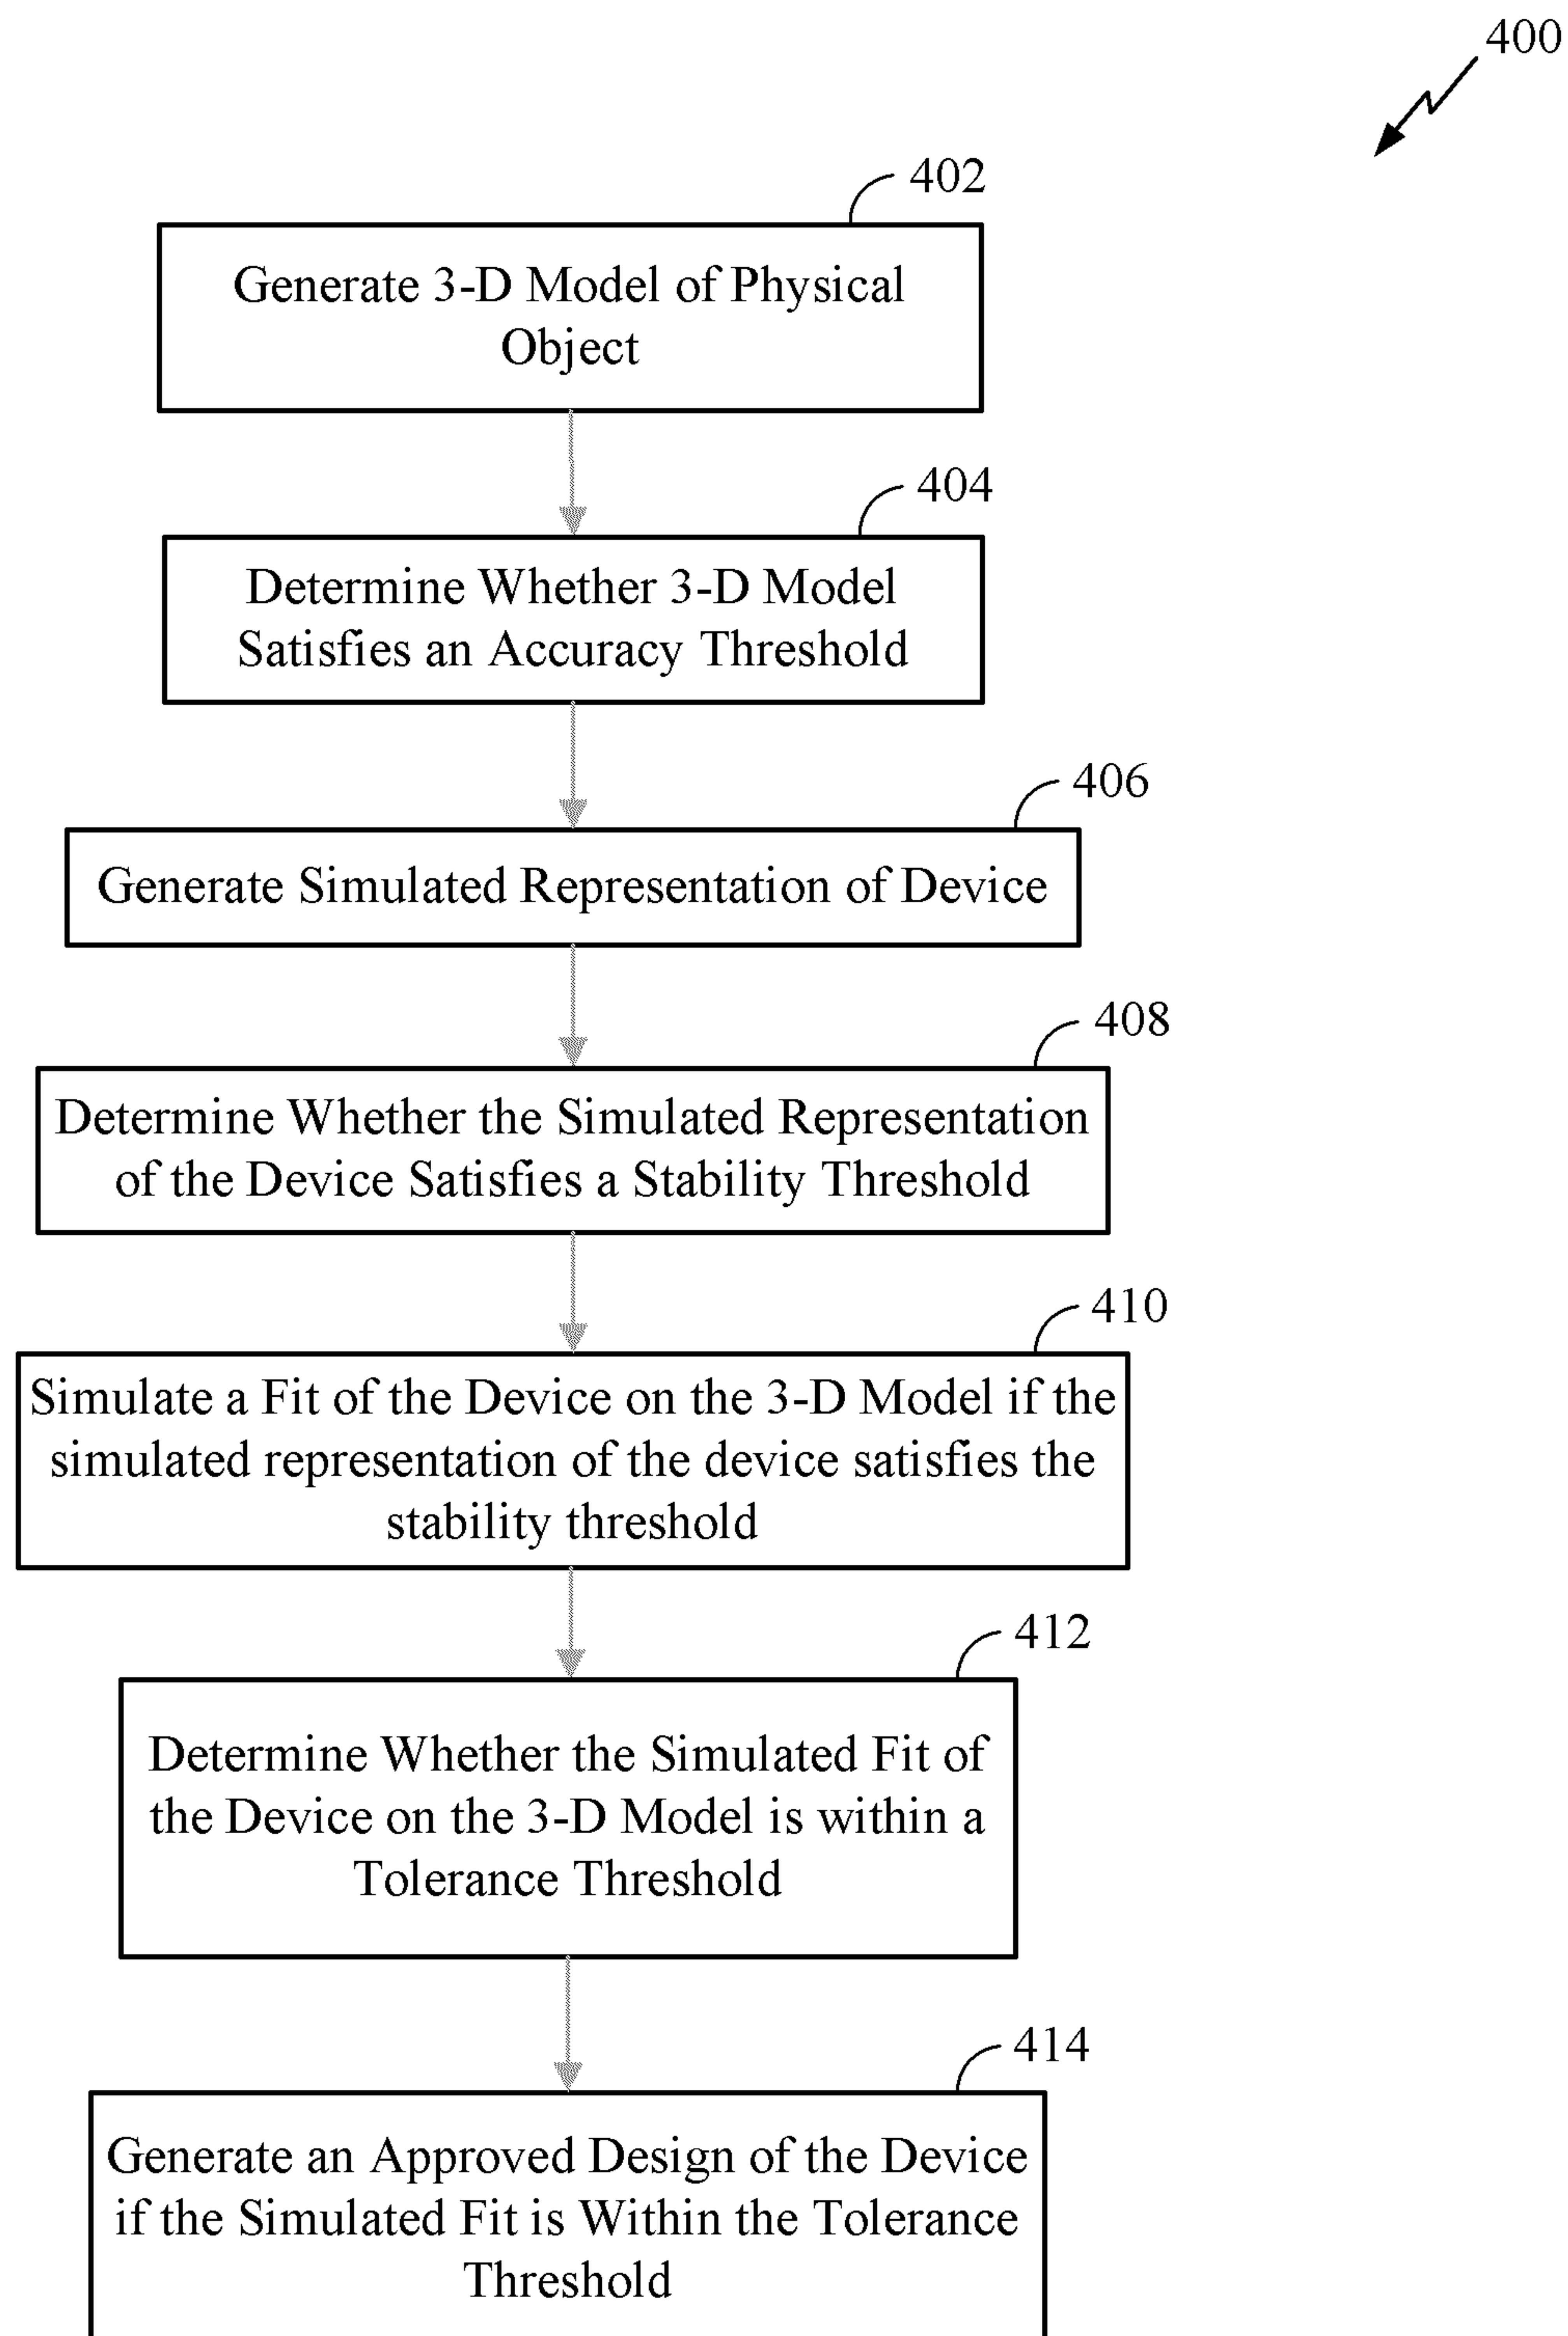 400
402
Generate 3-D Model of Physical
Object
404
Determine Whether 3-D Model
Satisfies an Accuracy Threshold
406
Generate Simulated Representation of Device
408
Determine Whether the Simulated Representation
of the Device Satisfies a Stability Threshold
410
Simulate a Fit of the Device on the 3-D Model if the
simulated representation of the device satisfies the
stability threshold
412
Determine Whether the Simulated Fit of
the Device on the 3-D Model is within a
Tolerance Threshold
414
Generate an Approved Design of the Device
if the Simulated Fit is Within the Tolerance
Threshold